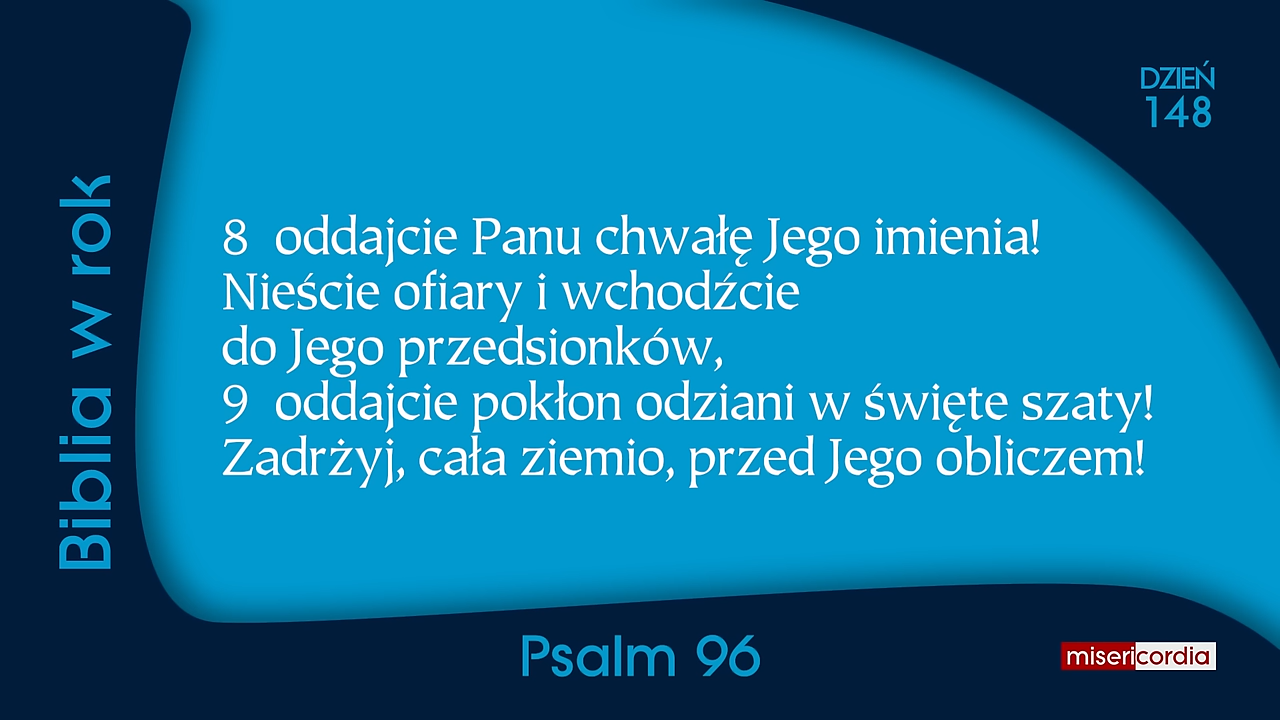 DZIEŃ
148
Biblia w rok
8 oddajcie Panu chwałę Jego imienia!
Nieście ofiary i wchodźcie
do Jego przedsionków,
9 oddajcie pokłon odziani w święte szaty!
Zadrżyj, cała ziemio, przed Jego obliczem!
Psalm 96
misericordia